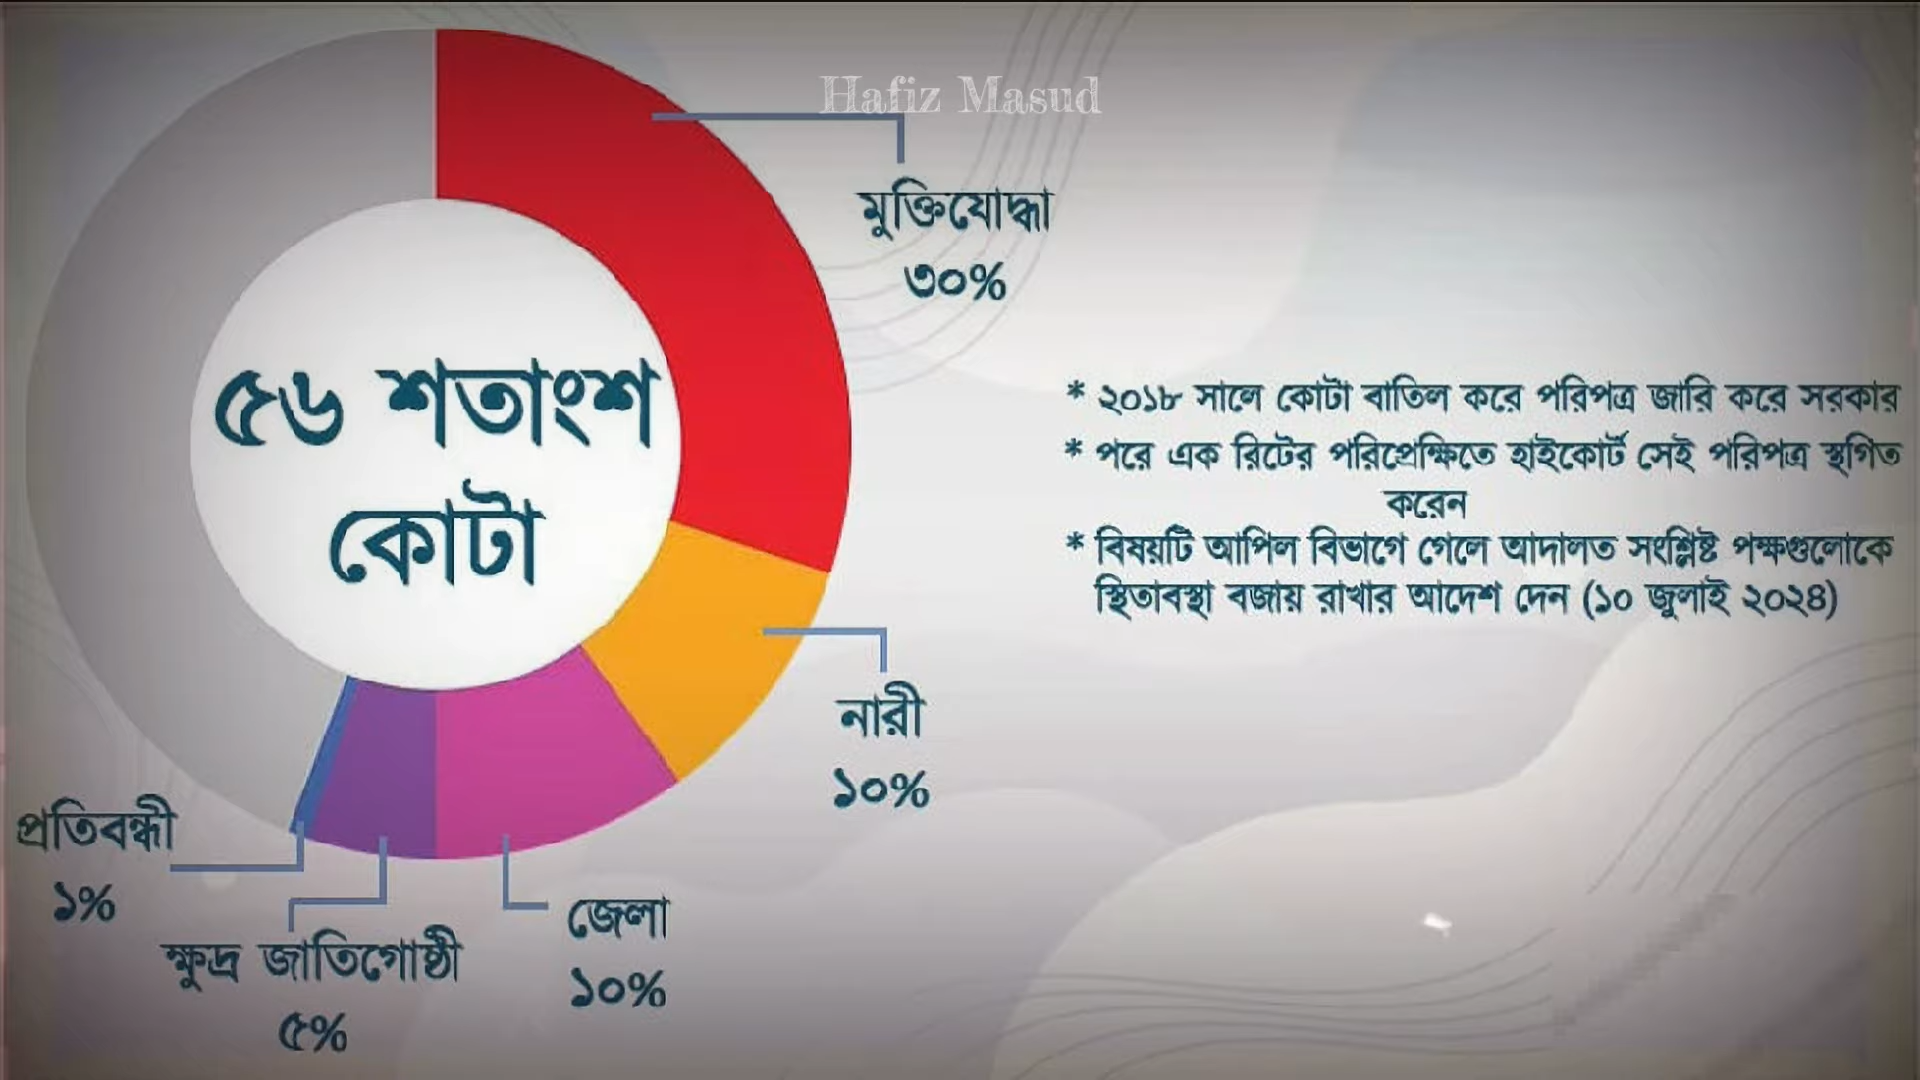 Hafiz Masud
মুক্তিযোদ্ধা
৩০%
৫৬ শতাংশ
কোটা
* ২০১৮ সালে কোটা বাতিল করে পরিপত্র জারি করে সরকার
* পরে এক রিটের পরিপ্রেক্ষিতে হাইকোর্ট সেই পরিপত্র স্থগিত
করেন
* বিষয়টি আপিল বিভাগে গেলে আদালত সংশ্লিষ্ট পক্ষগুলোকে
স্থিতাবস্থা বজায় রাখার আদেশ দেন (১০ জুলাই ২০২৪)
নারী
১০%
প্রতিবন্ধী
১%
ক্ষুদ্র জাতিগোষ্ঠী
৫%
জেলা
১০%